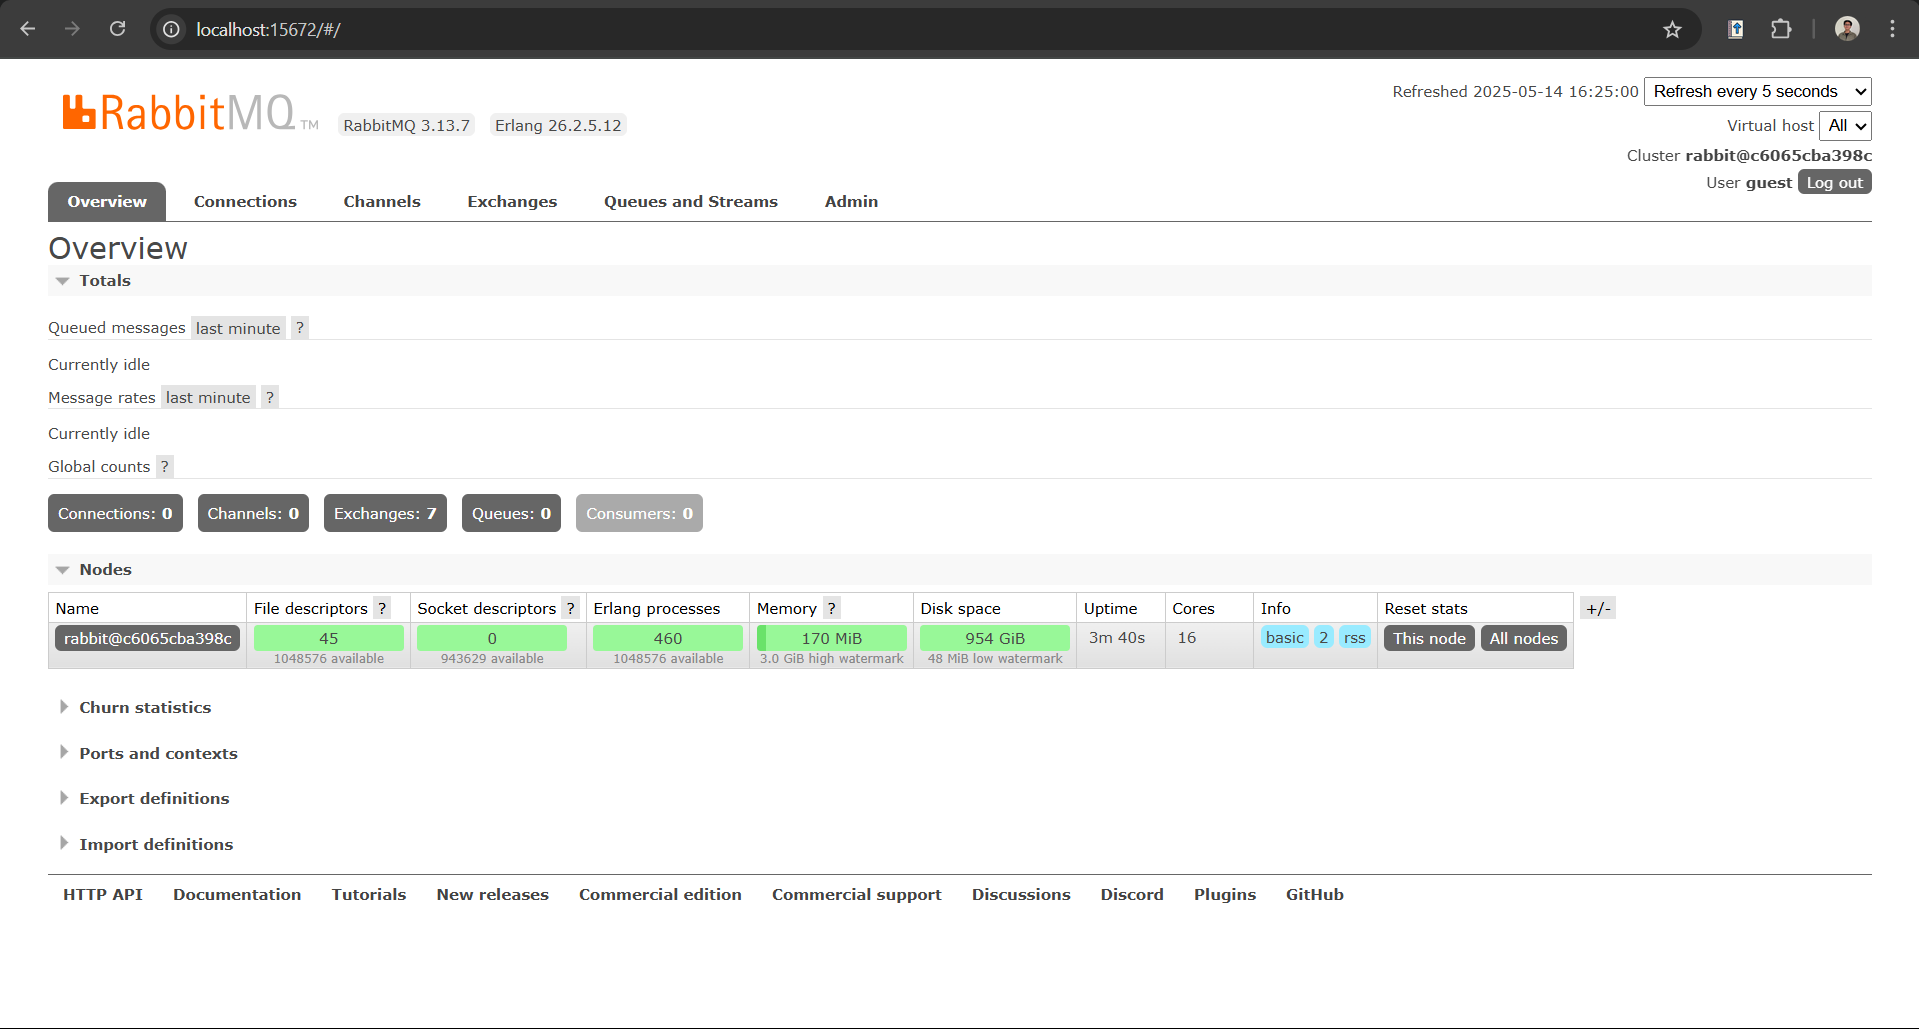 localhost:15672/#/
RabbitMQ TM RabbitMQ 3.13.7 Erlang 26.2.5.12
Refreshed 2025-05-14 16:25:00 Refresh every 5 seconds
Virtual host All
Cluster rabbit@c6065cba398c
User guest Log out
Overview Connections Channels Exchanges Queues and Streams Admin
Overview
Totals
Queued messages last minute ?
Currently idle
Message rates last minute ?
Currently idle
Global counts ?
Connections: 0 Channels: 0 Exchanges: 7 Queues: 0 Consumers: 0
Nodes
Name File descriptors ? Socket descriptors ? Erlang processes Memory ? Disk space Uptime Cores Info Reset stats +/-
rabbit@c6065cba398c 45 0 460 170 MiB 954 GiB 3m 40s 16 basic 2 rss This node All nodes
1048576 available 943629 available 1048576 available 3.0 GiB high watermark 48 MiB low watermark
Churn statistics
Ports and contexts
Export definitions
Import definitions
HTTP API Documentation Tutorials New releases Commercial edition Commercial support Discussions Discord Plugins GitHub